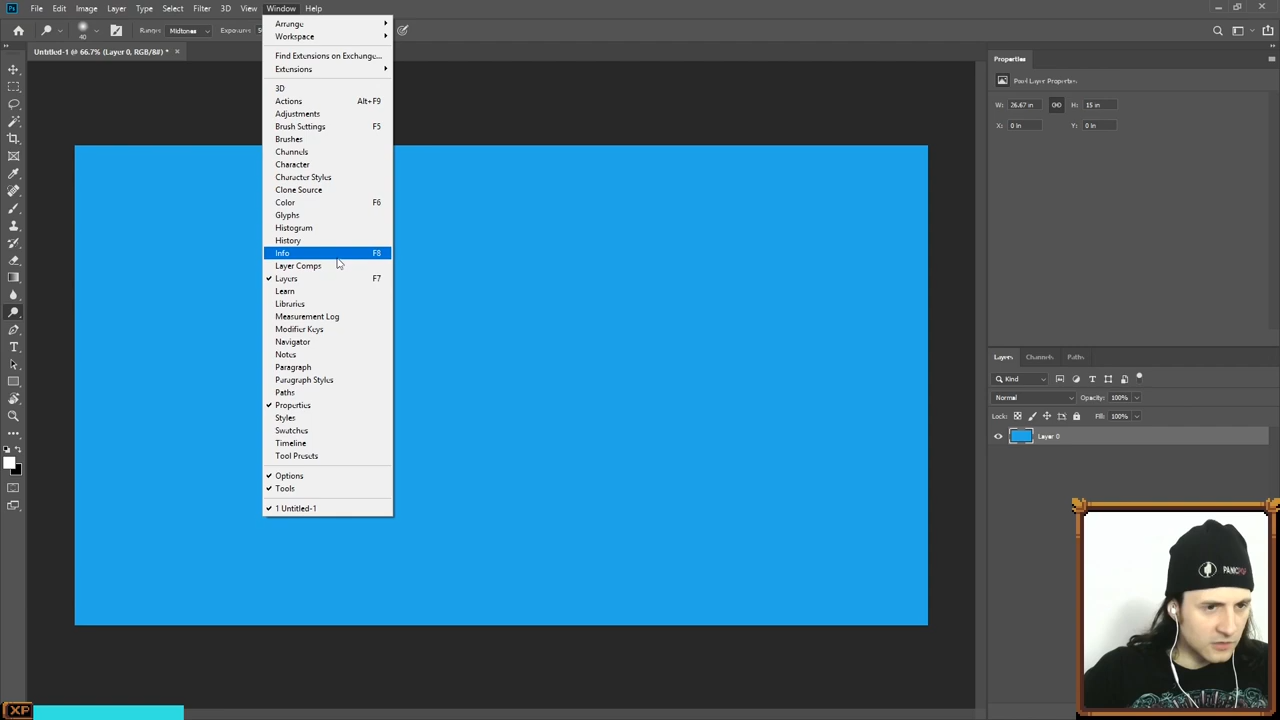 Ps File Edit Image Layer Type Select Filter 3D View Window Help
40 Range: Midtones Exposure:
Untitled-1 @ 66.7% (Layer 0, RGB/8#) * ×
Arrange
Workspace
Find Extensions on Exchange...
Extensions
3D
Actions Alt+F9
Adjustments
Brush Settings F5
Brushes
Channels
Character
Character Styles
Clone Source
Color F6
Glyphs
Histogram
History
Info F8
Layer Comps
Layers F7
Learn
Libraries
Measurement Log
Modifier Keys
Navigator
Notes
Paragraph
Paragraph Styles
Paths
Properties
Styles
Swatches
Timeline
Tool Presets
Options
Tools
1 Untitled-1
Properties
Pixel Layer Properties
W: 26.67 in H: 15 in
X: 0 in Y: 0 in
Layers Channels Paths
Kind
Normal Opacity: 100%
Lock: Fill: 100%
Layer 0
XP